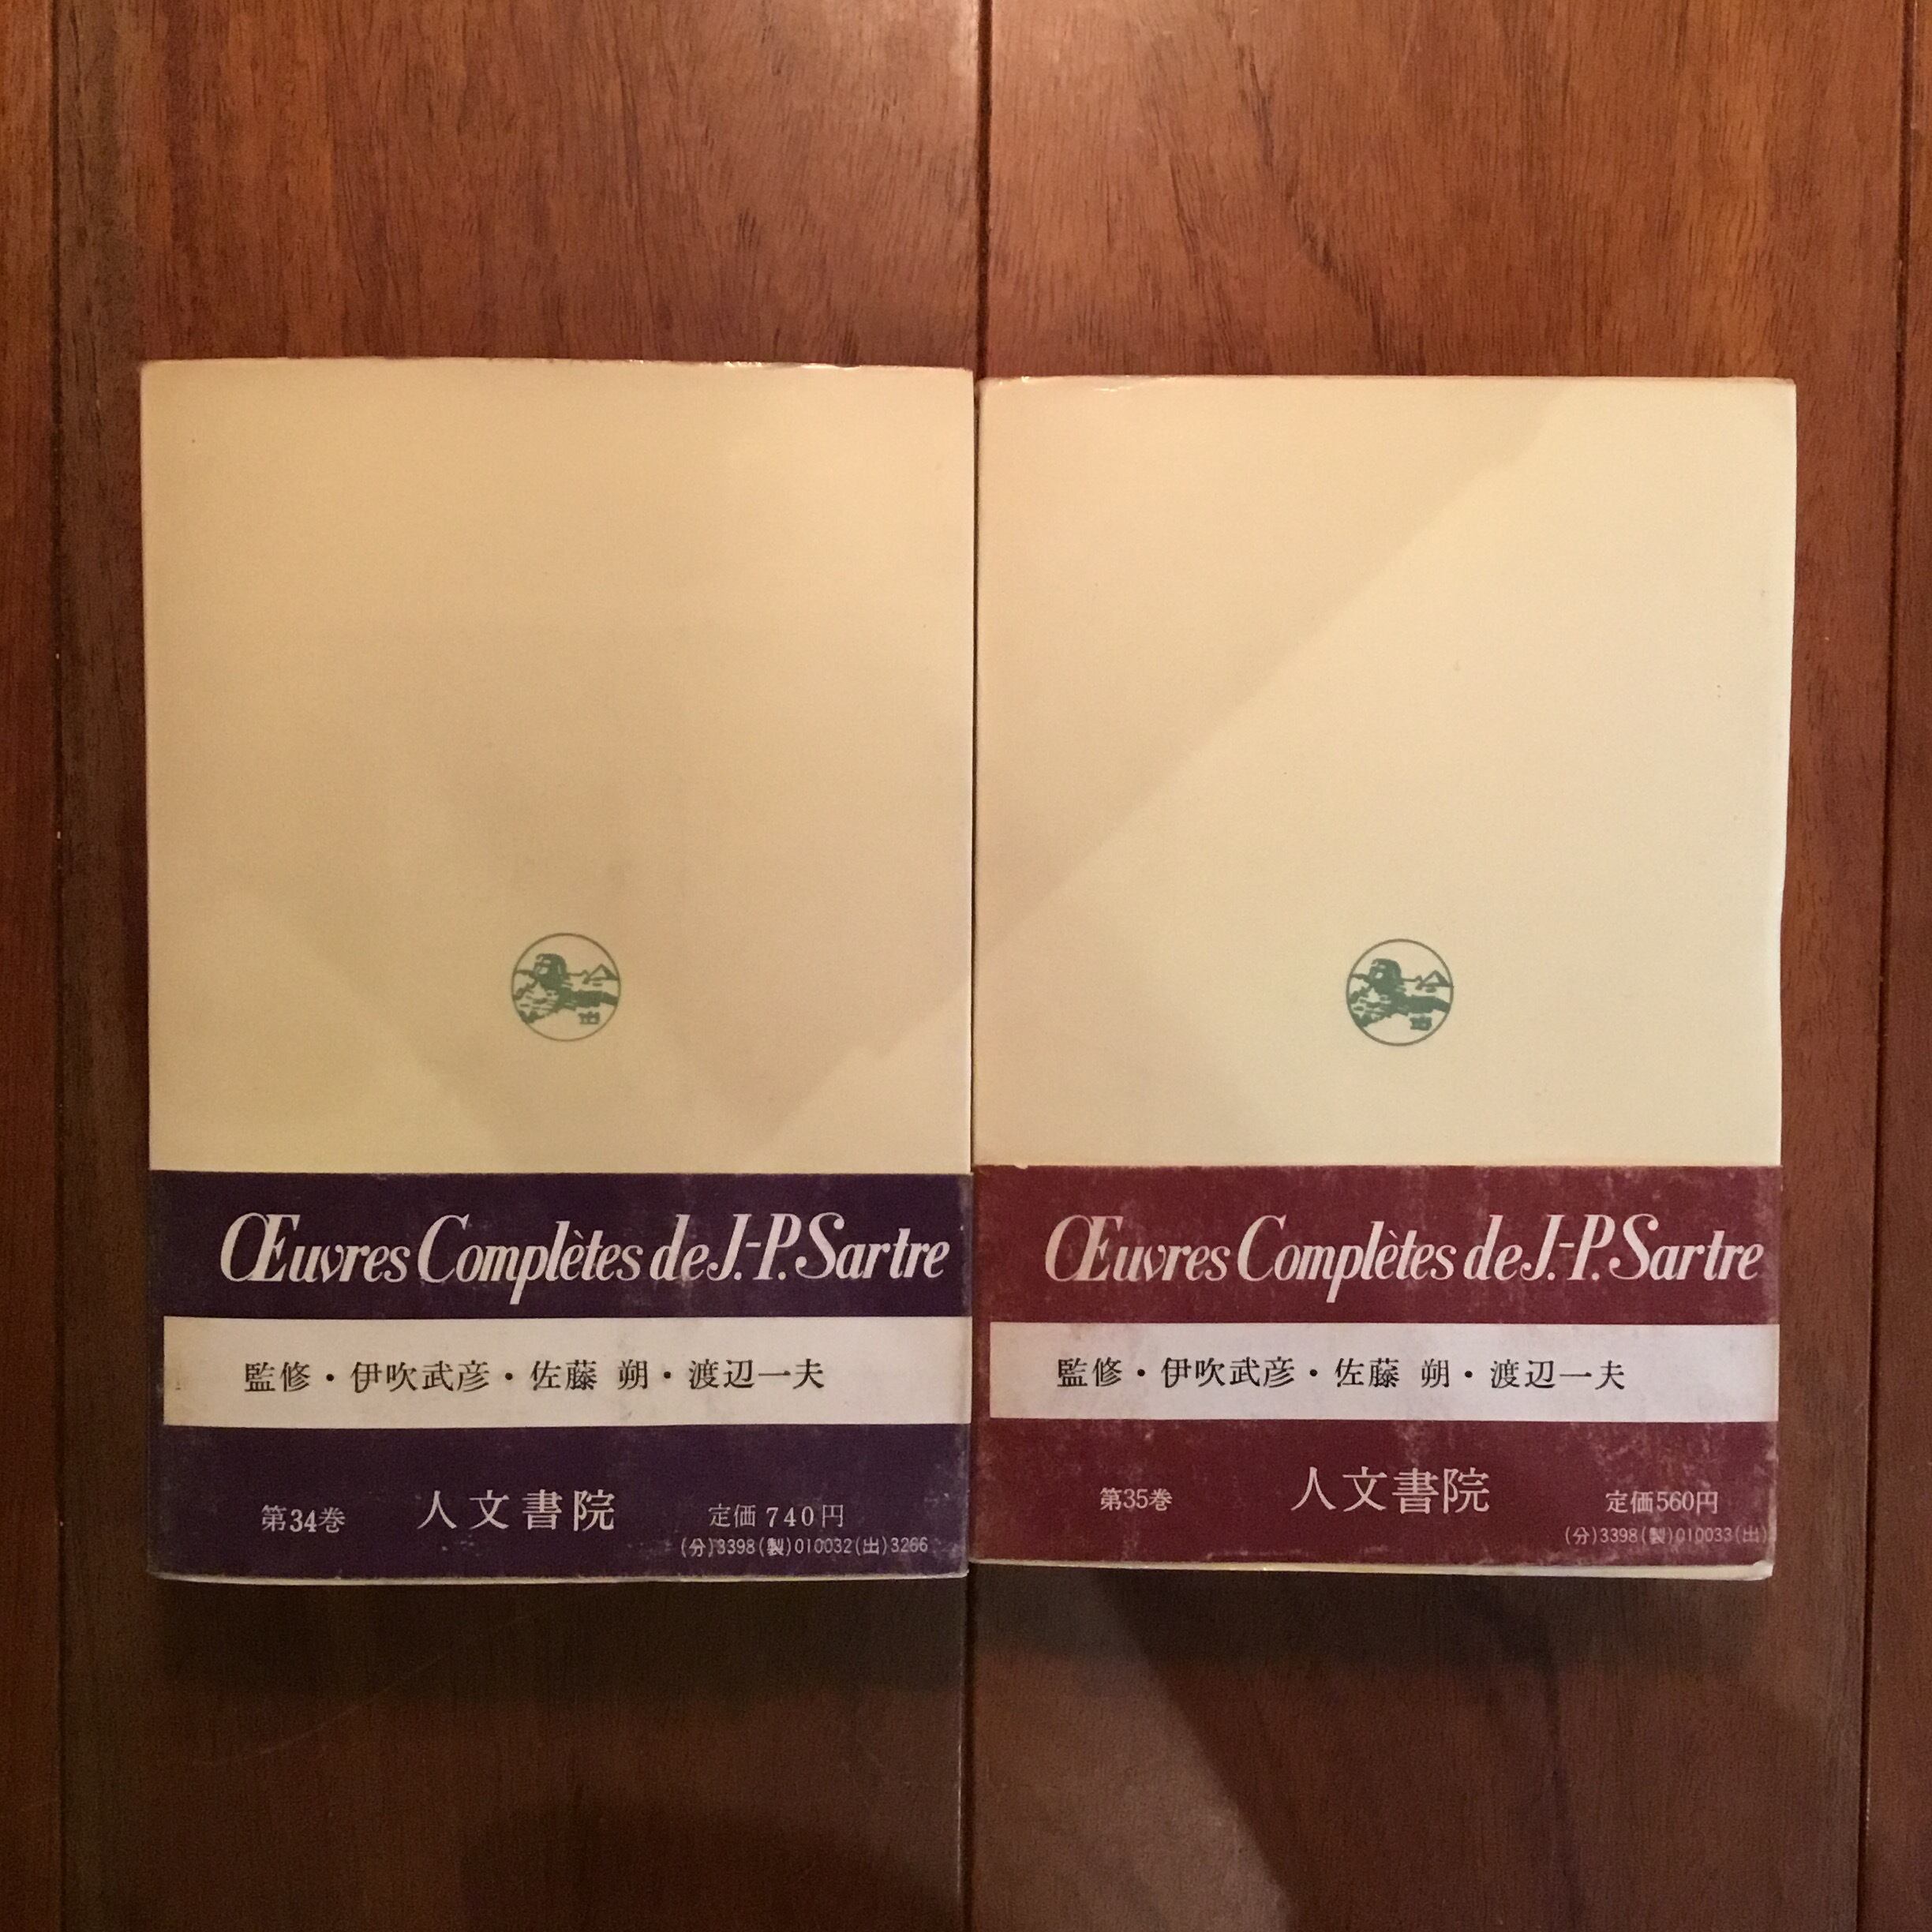 Œuvres Complètes de J.-P. Sartre
監修・伊吹武彦・佐藤 朔・渡辺一夫
第34巻 人文書院 定価 740円
(分)3398(製)010032(出)3266
Œuvres Complètes de J.-P. Sartre
監修・伊吹武彦・佐藤 朔・渡辺一夫
第35巻 人文書院 定価560円
(分)3398(製)010033(出)